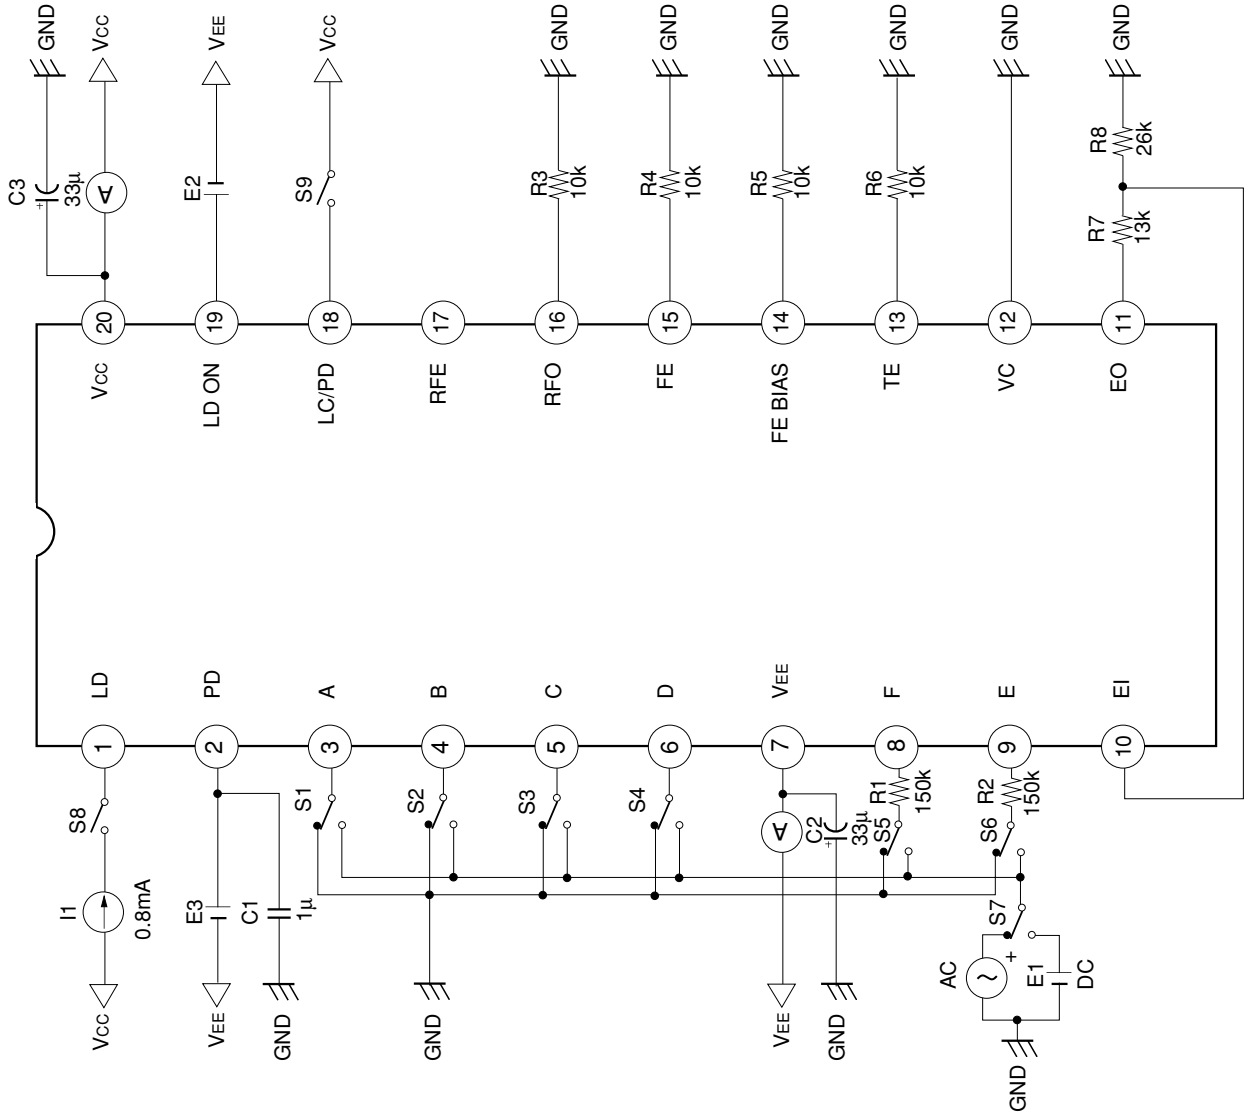 GND
VCC
VEE
VCC
GND
GND
GND
GND
GND
GND
C3
33μ
+
A
E2
S9
R3
10k
R4
10k
R5
10k
R6
10k
R7
13k
R8
26k
20
19
18
17
16
15
14
13
12
11
VCC
LD ON
LC/PD
RFE
RFO
FE
FE BIAS
TE
VC
EO
LD
PD
A
B
C
D
VEE
F
E
EI
1
2
3
4
5
6
7
8
9
10
S8
S1
S2
S3
S4
A
C2
33μ
+
R1
150k
S5
R2
150k
S6
I1
0.8mA
E3
C1
1μ
S7
AC
+
E1
DC
VCC
VEE
GND
GND
VEE
GND
GND